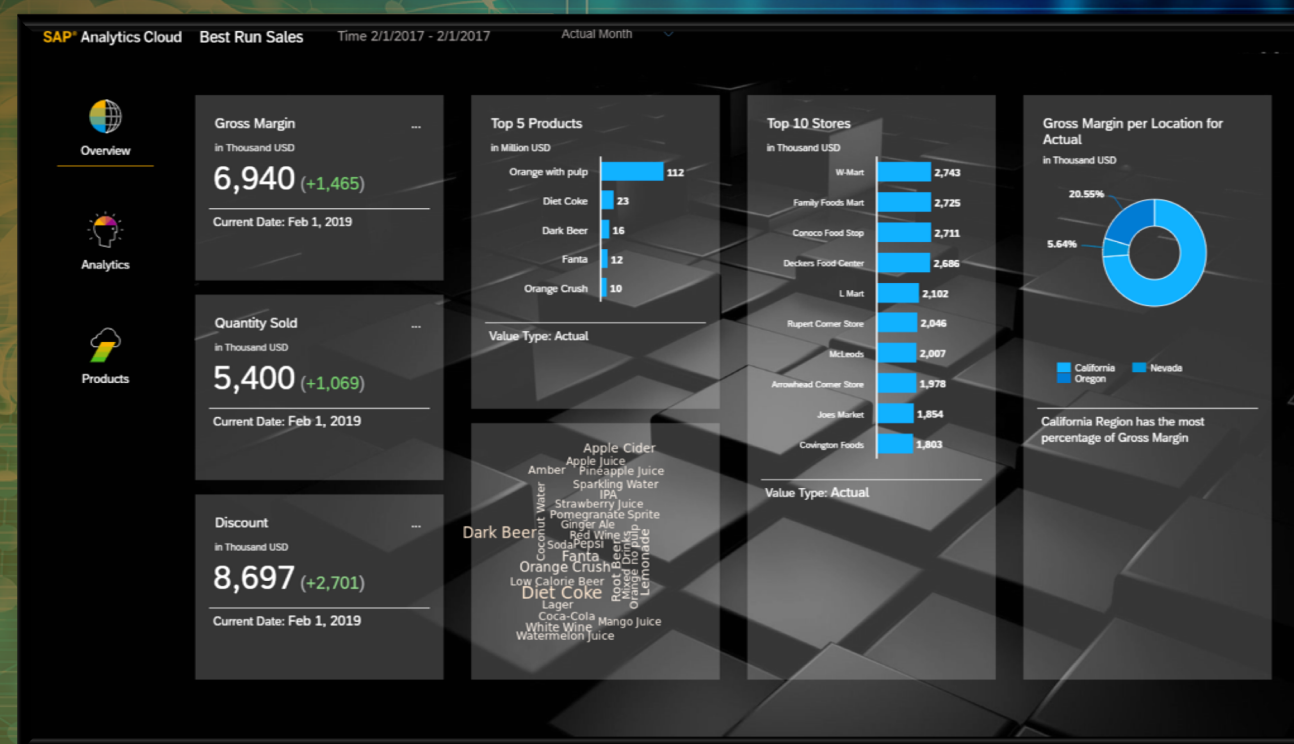 SAP® Analytics Cloud Best Run Sales Time 2/1/2017 - 2/1/2017 Actual Month
Overview
Analytics
Products
Gross Margin ...
in Thousand USD
6,940 (+1,465)
Current Date: Feb 1, 2019
Quantity Sold ...
in Thousand USD
5,400 (+1,069)
Current Date: Feb 1, 2019
Discount ...
in Thousand USD
8,697 (+2,701)
Current Date: Feb 1, 2019
Top 5 Products
in Million USD
Orange with pulp 112
Diet Coke 23
Dark Beer 16
Fanta 12
Orange Crush 10
Value Type: Actual
Apple Cider
Apple Juice
Amber Pineapple Juice
Sparkling Water
IPA
Strawberry Juice
Pomegranate Sprite
Ginger Ale
Dark Beer
Coconut Water
Red Wine
Soda Pepsi
Fanta
Orange Crush
Low Calorie Beer
Diet Coke
Root Beer
Mixed Drinks
Orange no pulp
Lemonade
Lager
Coca-Cola
Mango Juice
White Wine
Watermelon Juice
Top 10 Stores
in Thousand USD
W-Mart 2,743
Family Foods Mart 2,725
Conoco Food Stop 2,711
Deckers Food Center 2,686
L Mart 2,102
Rupert Corner Store 2,046
McLeods 2,007
Arrowhead Corner Store 1,978
Joes Market 1,854
Covington Foods 1,803
Value Type: Actual
Gross Margin per Location for
Actual
in Thousand USD
20.55%
5.64%
California Nevada
Oregon
California Region has the most
percentage of Gross Margin